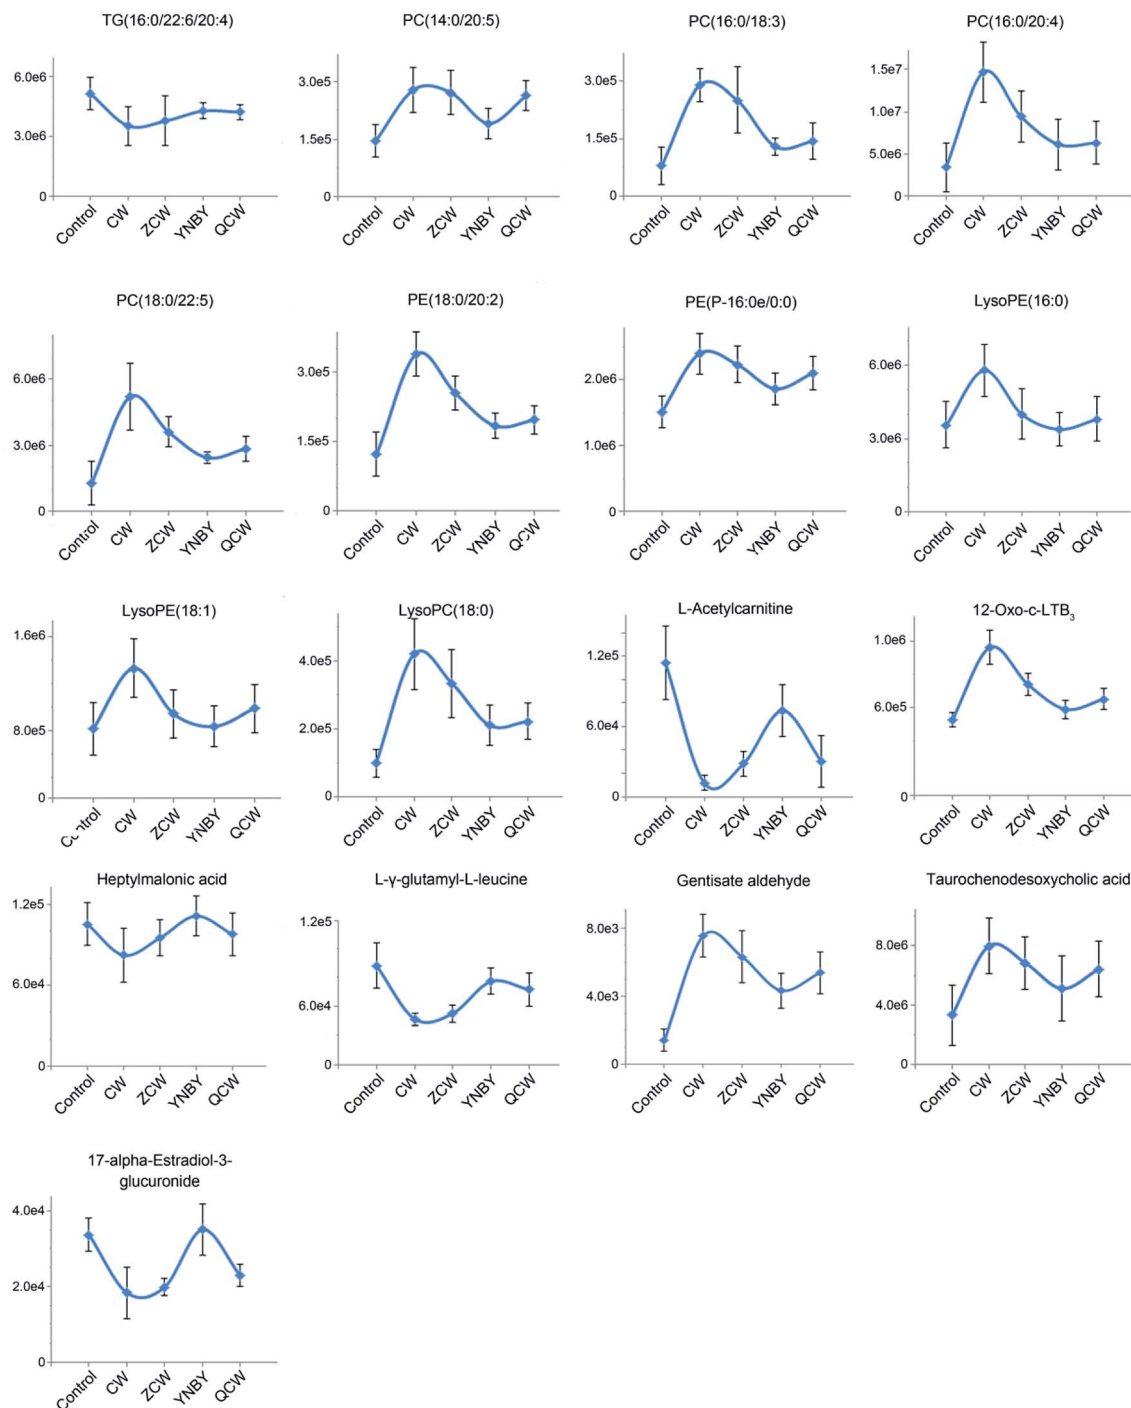 TG(16:0/22:6/20:4)
6.0e6
3.0e6
0
Control
CW
ZCW
YNBY
QCW
PC(14:0/20:5)
3.0e5
1.5e5
0
Control
CW
ZCW
YNBY
QCW
PC(16:0/18:3)
3.0e5
1.5e5
0
Control
CW
ZCW
YNBY
QCW
PC(16:0/20:4)
1.5e7
1.0e7
5.0e6
0
Control
CW
ZCW
YNBY
QCW
PC(18:0/22:5)
6.0e6
3.0e6
0
Control
CW
ZCW
YNBY
QCW
PE(18:0/20:2)
3.0e5
1.5e5
0
Control
CW
ZCW
YNBY
QCW
PE(P-16:0e/0:0)
2.0e6
1.0e6
0
Control
CW
ZCW
YNBY
QCW
LysoPE(16:0)
6.0e6
3.0e6
0
Control
CW
ZCW
YNBY
QCW
LysoPE(18:1)
1.6e6
8.0e5
0
Control
CW
ZCW
YNBY
QCW
LysoPC(18:0)
4.0e5
2.0e5
0
Control
CW
ZCW
YNBY
QCW
L-Acetylcarnitine
1.2e5
6.0e4
0
Control
CW
ZCW
YNBY
QCW
12-Oxo-c-LTB₃
1.0e6
6.0e5
0
Control
CW
ZCW
YNBY
QCW
Heptylmalonic acid
1.2e5
6.0e4
0
Control
CW
ZCW
YNBY
QCW
L-γ-glutamyl-L-leucine
1.2e5
6.0e4
0
Control
CW
ZCW
YNBY
QCW
Gentisate aldehyde
8.0e3
4.0e3
0
Control
CW
ZCW
YNBY
QCW
Taurochenodesoxycholic acid
8.0e6
4.0e6
0
Control
CW
ZCW
YNBY
QCW
17-alpha-Estradiol-3-
glucuronide
4.0e4
2.0e4
0
Control
CW
ZCW
YNBY
QCW